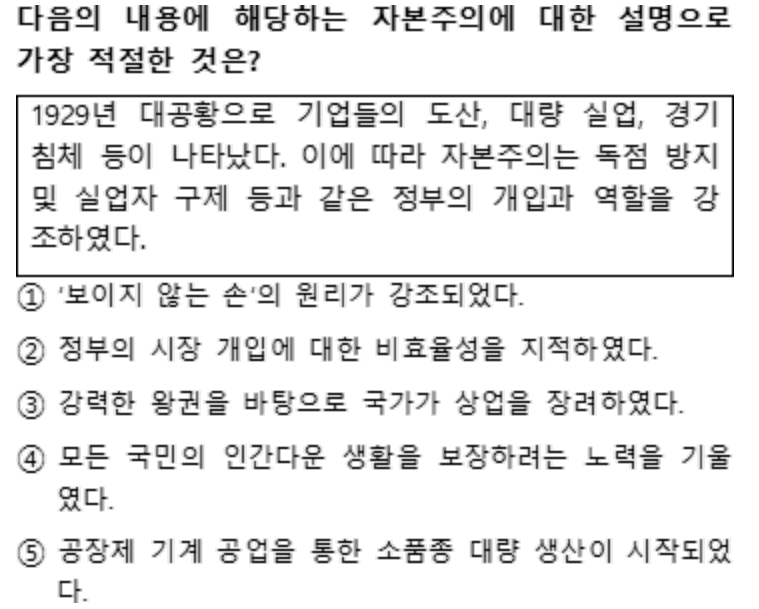 다음의 내용에 해당하는 자본주의에 대한 설명으로
가장 적절한 것은?
1929년 대공황으로 기업들의 도산, 대량 실업, 경기
침체 등이 나타났다. 이에 따라 자본주의는 독점 방지
및 실업자 구제 등과 같은 정부의 개입과 역할을 강
조하였다.
① '보이지 않는 손'의 원리가 강조되었다.
② 정부의 시장 개입에 대한 비효율성을 지적하였다.
③ 강력한 왕권을 바탕으로 국가가 상업을 장려하였다.
④ 모든 국민의 인간다운 생활을 보장하려는 노력을 기울
였다.
⑤ 공장제 기계 공업을 통한 소품종 대량 생산이 시작되었
다.